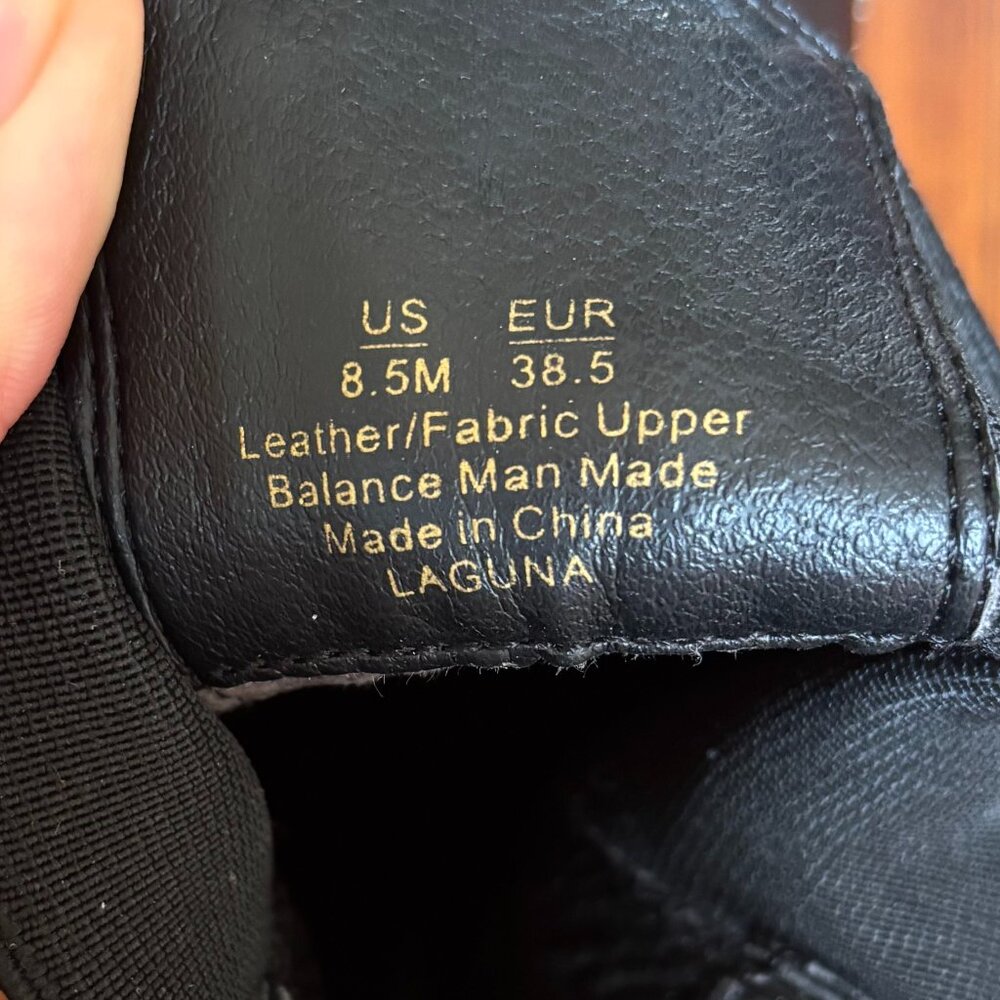 US EUR
8.5M 38.5
Leather/Fabric Upper
Balance Man Made
Made in China
LAGUNA